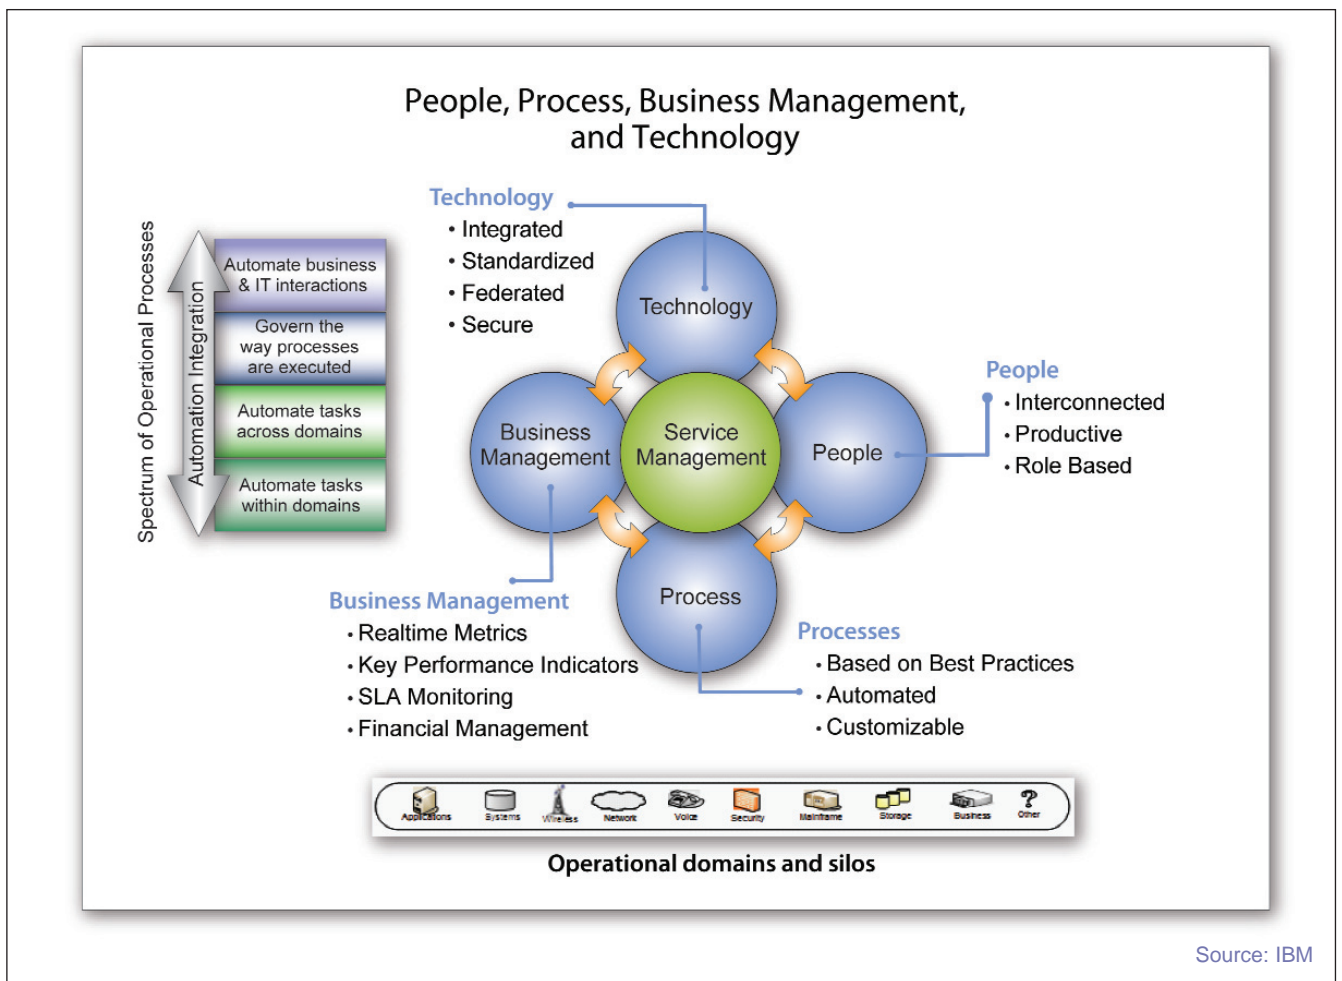 People, Process, Business Management,
and Technology
Spectrum of Operational Processes
Automation Integration
Automate business
& IT interactions
Govern the
way processes
are executed
Automate tasks
across domains
Automate tasks
within domains
Technology
• Integrated
• Standardized
• Federated
• Secure
Technology
Business
Management
Service
Management
People
Process
People
• Interconnected
• Productive
• Role Based
Business Management
• Realtime Metrics
• Key Performance Indicators
• SLA Monitoring
• Financial Management
Processes
• Based on Best Practices
• Automated
• Customizable
Applications Systems Wireless Network Voice Security Mainframe Storage Business Other
Operational domains and silos
Source: IBM